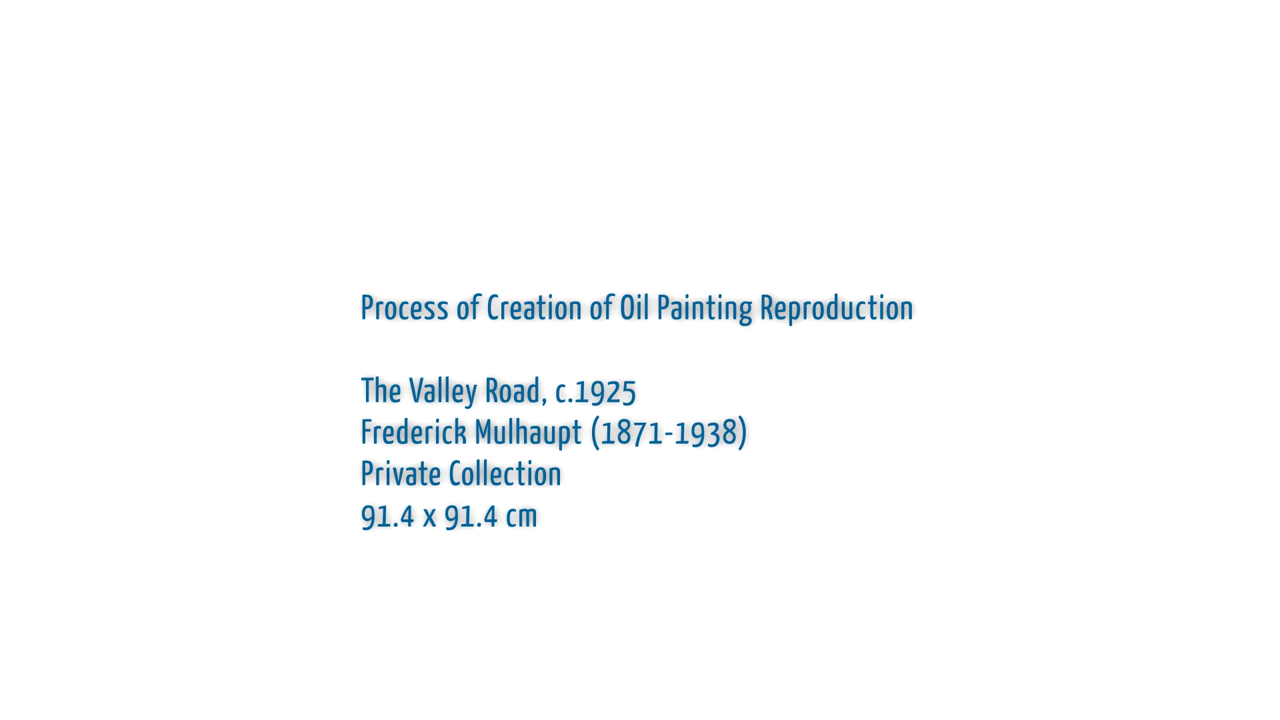 Process of Creation of Oil Painting Reproduction
The Valley Road, c.1925
Frederick Mulhaupt (1871-1938)
Private Collection
91.4 x 91.4 cm